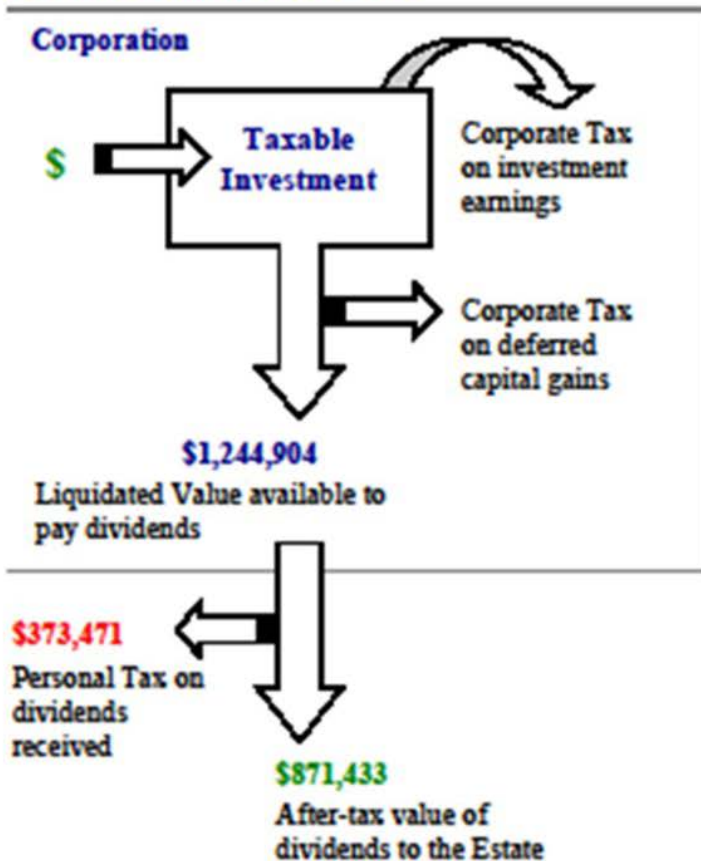 Corporation
$
Taxable
Investment
Corporate Tax
on investment
earnings
Corporate Tax
on deferred
capital gains
$1,244,904
Liquidated Value available to
pay dividends
$373,471
Personal Tax on
dividends
received
$871,433
After-tax value of
dividends to the Estate